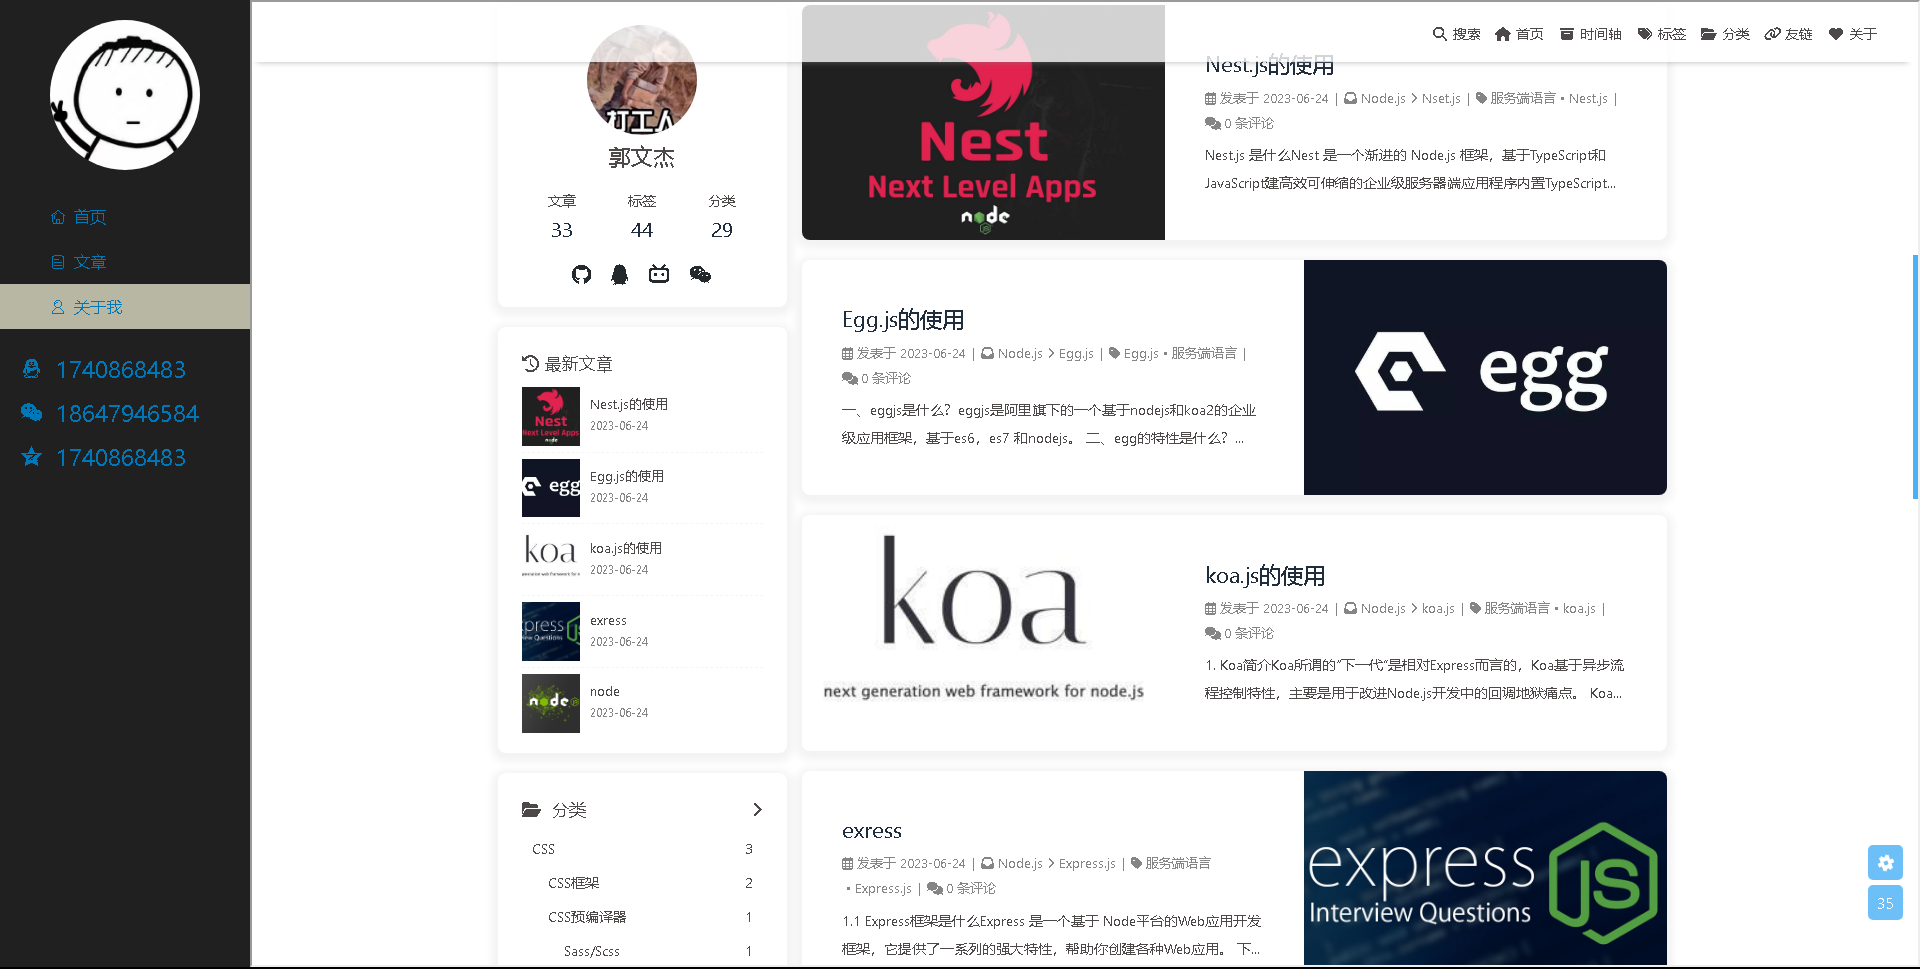 首页
文章
关于我
1740868483
18647946584
1740868483
搜索 首页 时间轴 标签 分类 友链 关于
打工人
郭文杰
文章 标签 分类
33 44 29
最新文章
Nest
Next Level Apps
node
Nest.js的使用
2023-06-24
egg
Egg.js的使用
2023-06-24
koa
koa.js的使用
2023-06-24
press
view Questions
exress
2023-06-24
node
node
2023-06-24
分类
CSS 3
CSS框架 2
CSS预编译器 1
Sass/Scss 1
Nest
Next Level Apps
node
JS
Nest.js的使用
发表于 2023-06-24 | Node.js > Nset.js | 服务端语言 • Nest.js |
0 条评论
Nest.js 是什么Nest 是一个渐进的 Node.js 框架，基于TypeScript和
JavaScript建高效可伸缩的企业级服务器端应用程序内置TypeScript...
Egg.js的使用
发表于 2023-06-24 | Node.js > Egg.js | Egg.js • 服务端语言 |
0 条评论
一、eggjs是什么？eggjs是阿里旗下的一个基于nodejs和koa2的企业
级应用框架，基于es6，es7 和nodejs。 二、egg的特性是什么？...
egg
koa
next generation web framework for node.js
koa.js的使用
发表于 2023-06-24 | Node.js > koa.js | 服务端语言 • koa.js |
0 条评论
1. Koa简介Koa所谓的“下一代”是相对Express而言的，Koa基于异步流
程控制特性，主要是用于改进Node.js开发中的回调地狱痛点。 Koa...
exress
发表于 2023-06-24 | Node.js > Express.js | 服务端语言
• Express.js | 0 条评论
1.1 Express框架是什么Express 是一个基于 Node平台的Web应用开发
框架，它提供了一系列的强大特性，帮助你创建各种Web应用。 下...
express
Interview Questions
JS
35